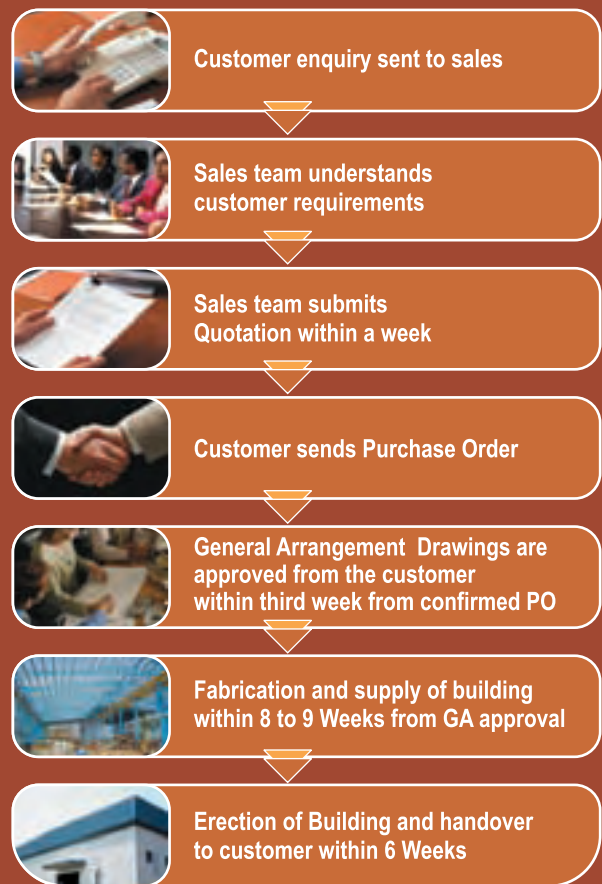 Customer enquiry sent to sales
Sales team understands
customer requirements
Sales team submits
Quotation within a week
Customer sends Purchase Order
General Arrangement Drawings are
approved from the customer
within third week from confirmed PO
Fabrication and supply of building
within 8 to 9 Weeks from GA approval
Erection of Building and handover
to customer within 6 Weeks